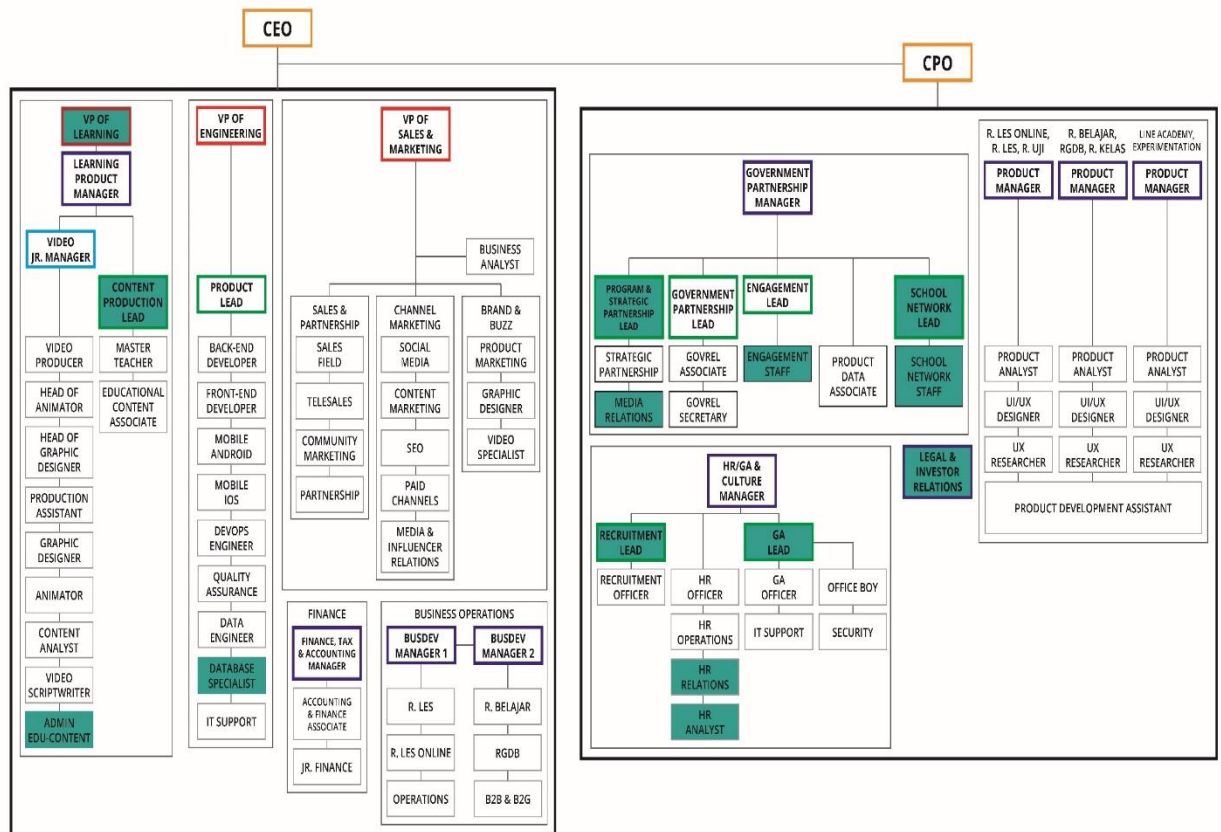 CEO
CPO
VP OF
LEARNING
LEARNING
PRODUCT
MANAGER
VIDEO
JR. MANAGER
CONTENT
PRODUCTION
LEAD
VIDEO
PRODUCER
HEAD OF
ANIMATOR
HEAD OF
GRAPHIC
DESIGNER
PRODUCTION
ASSISTANT
GRAPHIC
DESIGNER
ANIMATOR
CONTENT
ANALYST
VIDEO
SCRIPTWRITER
ADMIN
EDU-CONTENT
MASTER
TEACHER
EDUCATIONAL
CONTENT
ASSOCIATE
VP OF
ENGINEERING
PRODUCT
LEAD
BACK-END
DEVELOPER
FRONT-END
DEVELOPER
MOBILE
ANDROID
MOBILE
IOS
DEVOPS
ENGINEER
QUALITY
ASSURANCE
DATA
ENGINEER
DATABASE
SPECIALIST
IT SUPPORT
VP OF
SALES &
MARKETING
BUSINESS
ANALYST
SALES &
PARTNERSHIP
SALES
FIELD
TELESALES
COMMUNITY
MARKETING
PARTNERSHIP
CHANNEL
MARKETING
SOCIAL
MEDIA
CONTENT
MARKETING
SEO
PAID
CHANNELS
MEDIA &
INFLUENCER
RELATIONS
BRAND &
BUZZ
PRODUCT
MARKETING
GRAPHIC
DESIGNER
VIDEO
SPECIALIST
FINANCE
FINANCE, TAX
& ACCOUNTING
MANAGER
ACCOUNTING
& FINANCE
ASSOCIATE
JR. FINANCE
BUSINESS OPERATIONS
BUSDEV
MANAGER 1
R. LES
R. LES ONLINE
OPERATIONS
BUSDEV
MANAGER 2
R. BELAJAR
RGDB
B2B & B2G
GOVERNMENT
PARTNERSHIP
MANAGER
PROGRAM &
STRATEGIC
PARTNERSHIP
LEAD
STRATEGIC
PARTNERSHIP
MEDIA
RELATIONS
GOVERNMENT
PARTNERSHIP
LEAD
GOVREL
ASSOCIATE
GOVREL
SECRETARY
ENGAGEMENT
LEAD
ENGAGEMENT
STAFF
PRODUCT
DATA
ASSOCIATE
SCHOOL
NETWORK
LEAD
SCHOOL
NETWORK
STAFF
HR/GA &
CULTURE
MANAGER
RECRUITMENT
LEAD
RECRUITMENT
OFFICER
HR
OFFICER
HR
OPERATIONS
HR
RELATIONS
HR
ANALYST
GA
LEAD
GA
OFFICER
IT SUPPORT
OFFICE BOY
SECURITY
LEGAL &
INVESTOR
RELATIONS
R. LES ONLINE,
R. LES, R. UJI
PRODUCT
MANAGER
PRODUCT
ANALYST
UI/UX
DESIGNER
UX
RESEARCHER
R. BELAJAR,
RGDB, R. KELAS
PRODUCT
MANAGER
PRODUCT
ANALYST
UI/UX
DESIGNER
UX
RESEARCHER
LINE ACADEMY,
EXPERIMENTATION
PRODUCT
MANAGER
PRODUCT
ANALYST
UI/UX
DESIGNER
UX
RESEARCHER
PRODUCT DEVELOPMENT ASSISTANT